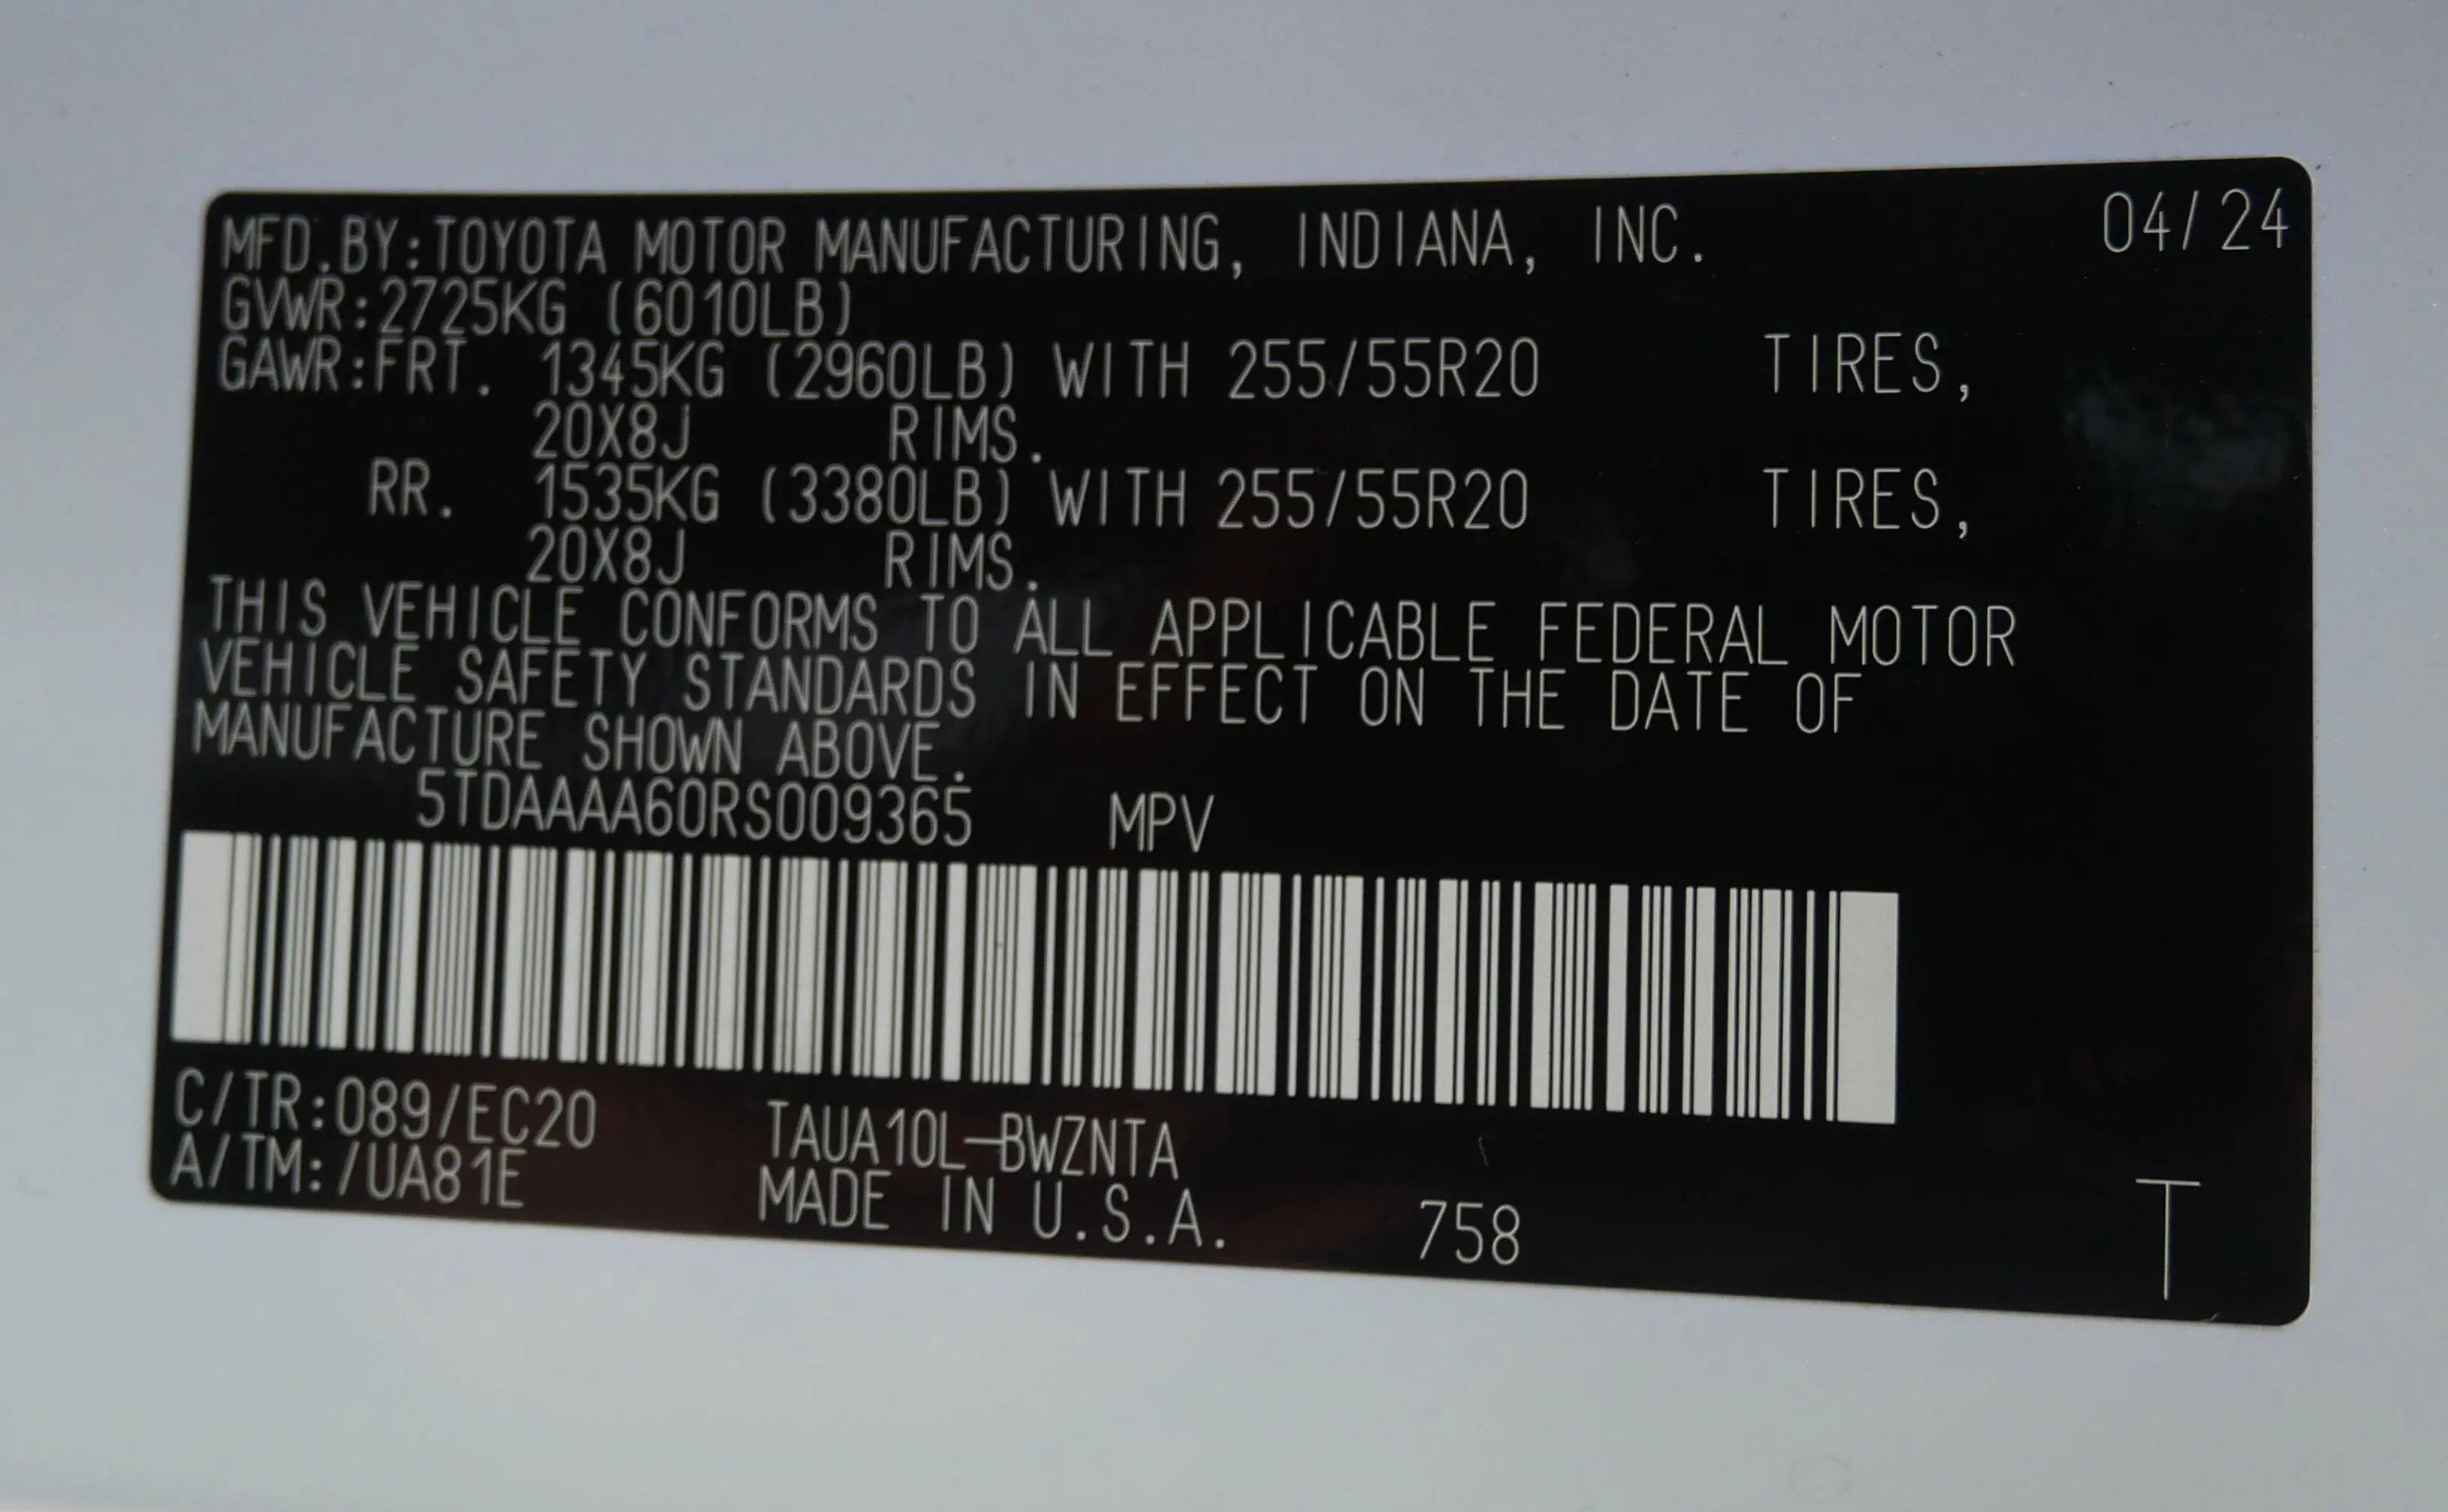 MFD.BY:TOYOTA MOTOR MANUFACTURING, INDIANA, INC. 04/24
GVWR:2725KG (6010LB)
GAWR:FRT. 1345KG (2960LB) WITH 255/55R20 TIRES,
20X8J RIMS.
RR. 1535KG (3380LB) WITH 255/55R20 TIRES,
20X8J RIMS.
THIS VEHICLE CONFORMS TO ALL APPLICABLE FEDERAL MOTOR
VEHICLE SAFETY STANDARDS IN EFFECT ON THE DATE OF
MANUFACTURE SHOWN ABOVE.
5TDAAAA60RS009365 MPV
C/TR:089/EC20 TAUA10L-BWZNTA
A/TM:/UA81E MADE IN U.S.A. 758 T